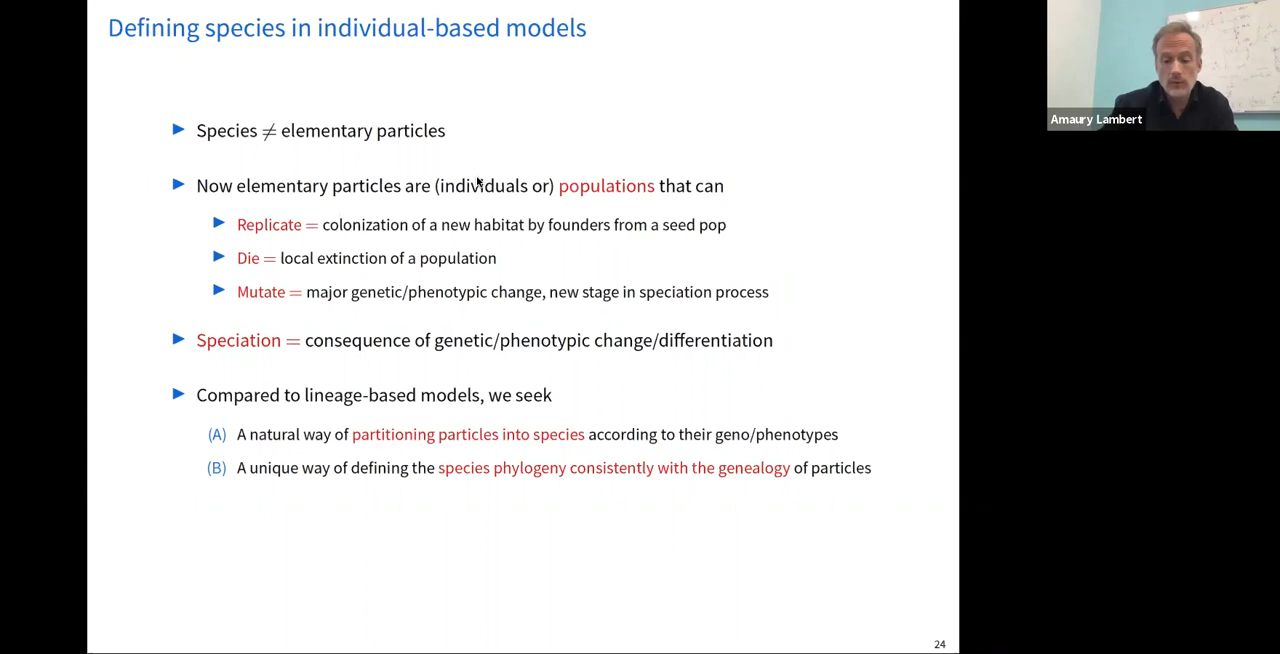 Defining species in individual-based models
Amaury Lambert
▶ Species ≠ elementary particles
▶ Now elementary particles are (individuals or) populations that can
▶ Replicate = colonization of a new habitat by founders from a seed pop
▶ Die = local extinction of a population
▶ Mutate = major genetic/phenotypic change, new stage in speciation process
▶ Speciation = consequence of genetic/phenotypic change/differentiation
▶ Compared to lineage-based models, we seek
(A) A natural way of partitioning particles into species according to their geno/phenotypes
(B) A unique way of defining the species phylogeny consistently with the genealogy of particles
24